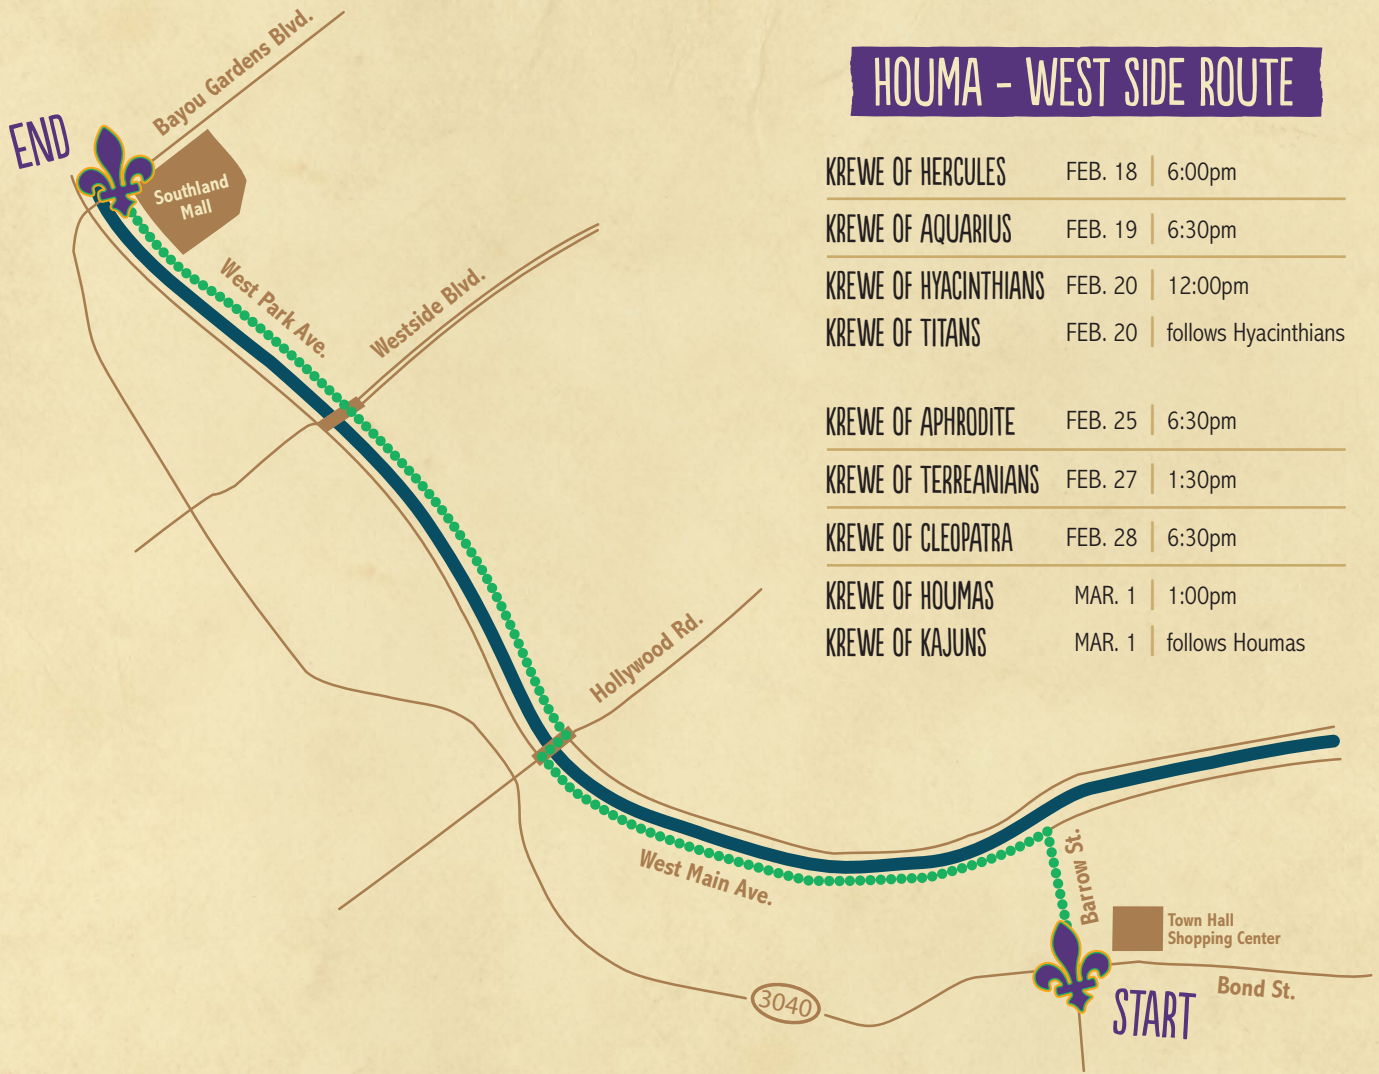 HOUMA - WEST SIDE ROUTE
KREWE OF HERCULES FEB. 18 | 6:00pm
KREWE OF AQUARIUS FEB. 19 | 6:30pm
KREWE OF HYACINTHIANS FEB. 20 | 12:00pm
KREWE OF TITANS FEB. 20 | follows Hyacinthians
KREWE OF APHRODITE FEB. 25 | 6:30pm
KREWE OF TERREANIANS FEB. 27 | 1:30pm
KREWE OF CLEOPATRA FEB. 28 | 6:30pm
KREWE OF HOUMAS MAR. 1 | 1:00pm
KREWE OF KAJUNS MAR. 1 | follows Houmas
END
Bayou Gardens Blvd.
Southland
Mall
West Park Ave.
Westside Blvd.
Hollywood Rd.
West Main Ave.
Barrow St.
Town Hall
Shopping Center
Bond St.
3040
START